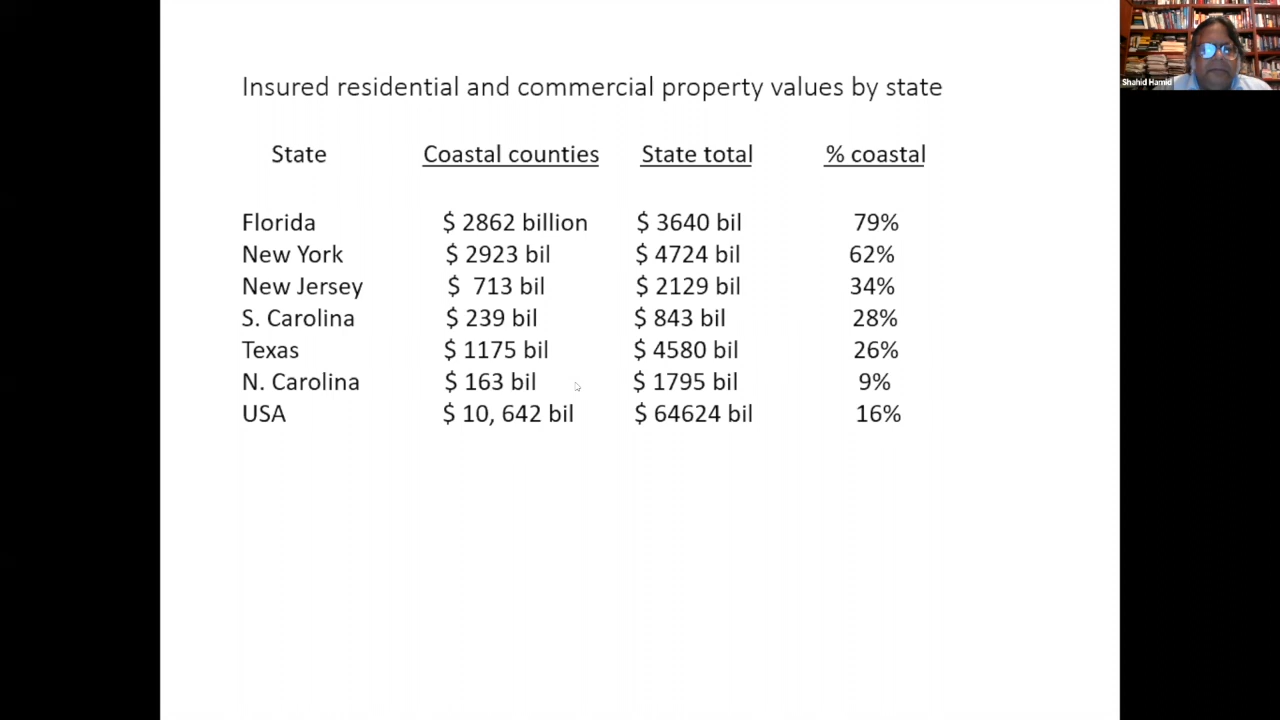 Shahid Hamid
Insured residential and commercial property values by state
State Coastal counties State total % coastal
Florida $ 2862 billion $ 3640 bil 79%
New York $ 2923 bil $ 4724 bil 62%
New Jersey $ 713 bil $ 2129 bil 34%
S. Carolina $ 239 bil $ 843 bil 28%
Texas $ 1175 bil $ 4580 bil 26%
N. Carolina $ 163 bil $ 1795 bil 9%
USA $ 10, 642 bil $ 64624 bil 16%